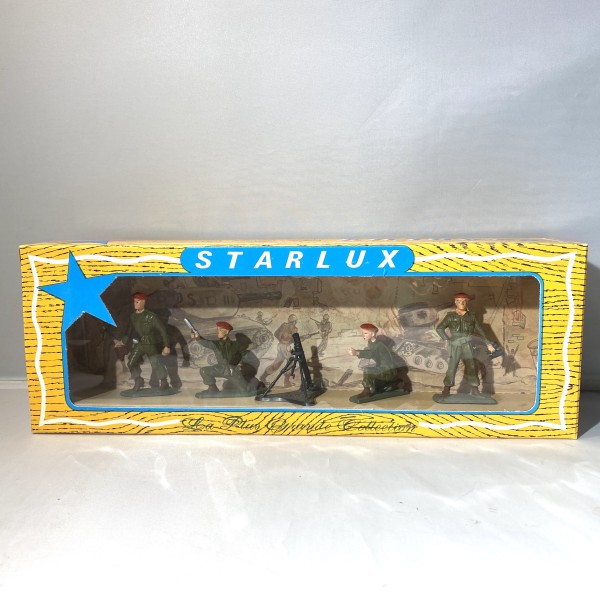 STARLUX
La Plus Grande Collection